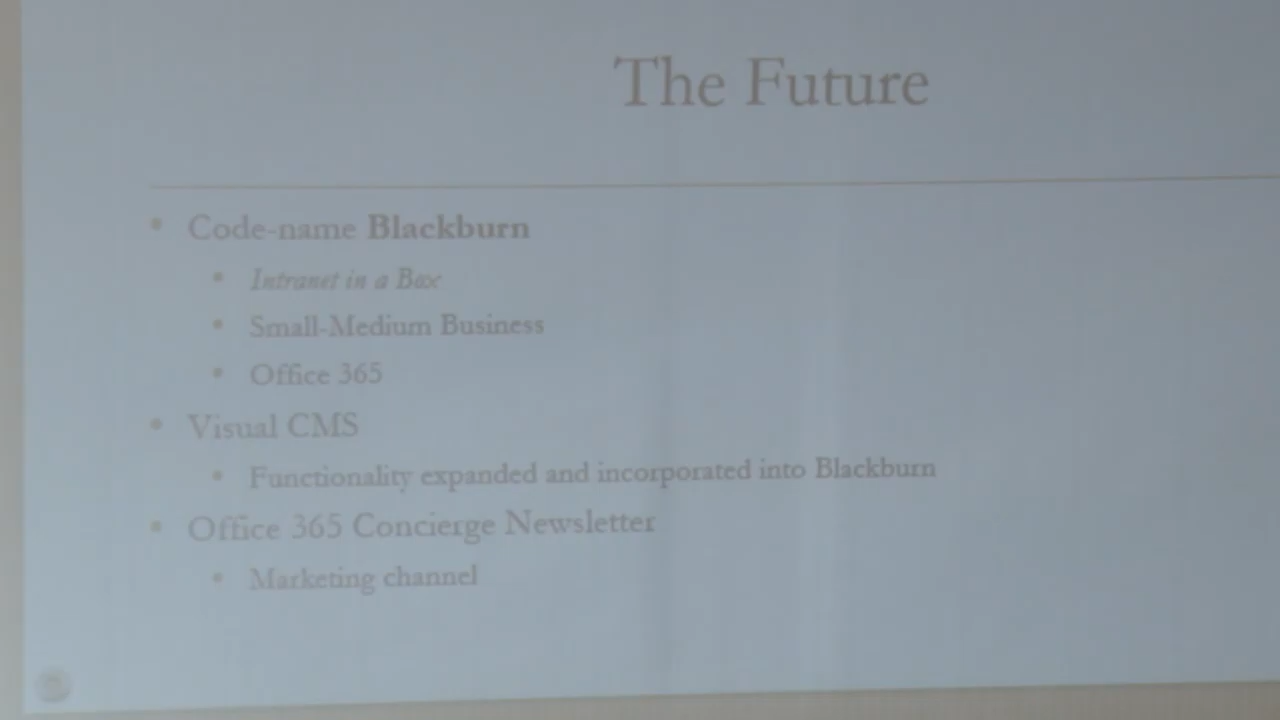 The Future
Code-name Blackburn
Intranet in a Box
Small-Medium Business
Office 365
Visual CMS
Functionality expanded and incorporated into Blackburn
Office 365 Concierge Newsletter
Marketing channel